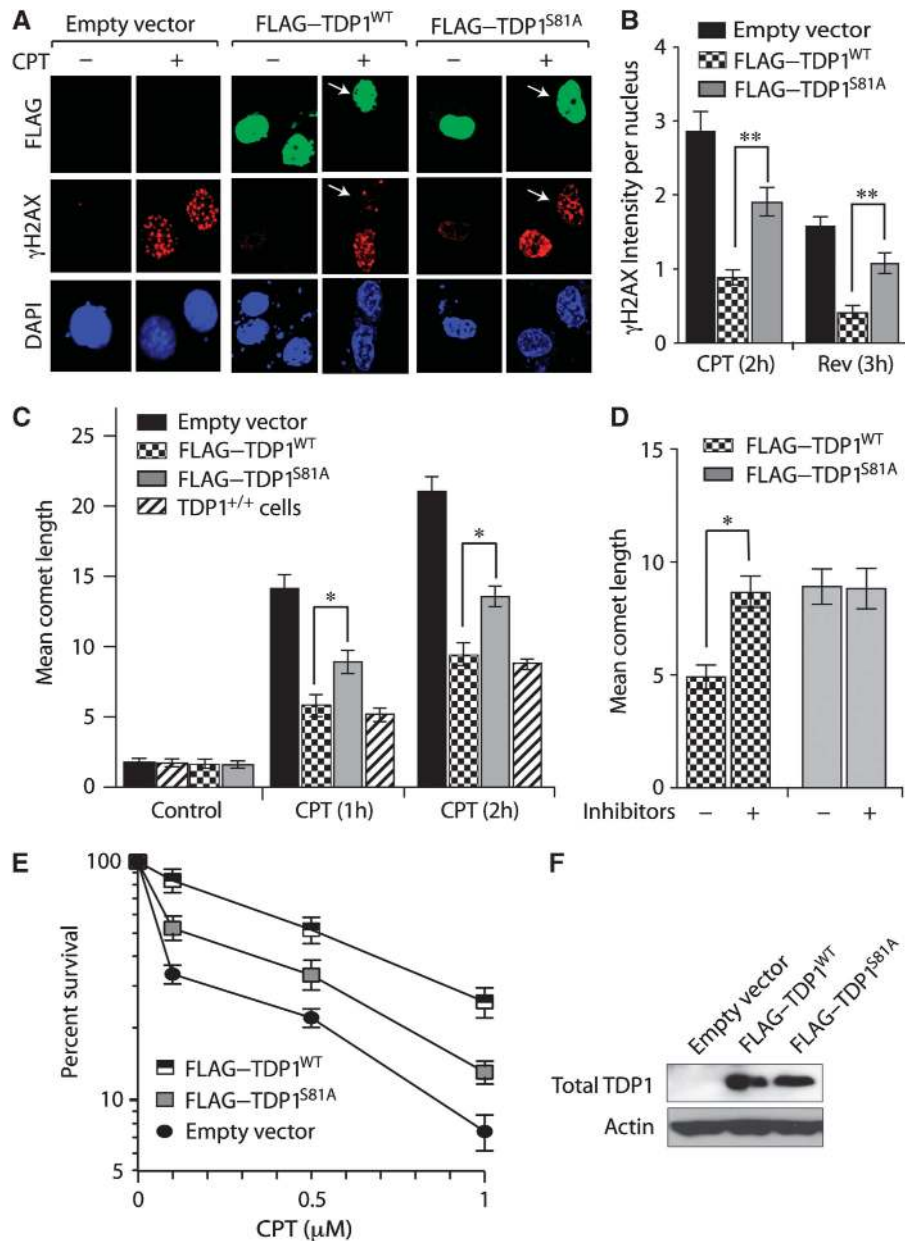 A
Empty vector
FLAG–TDP1WT
FLAG–TDP1S81A
CPT
– + – + – +
FLAG
γH2AX
DAPI
B
Empty vector
FLAG–TDP1WT
FLAG–TDP1S81A
γH2AX Intensity per nucleus
4
3
2
1
0
**
**
CPT (2h)
Rev (3h)
C
Empty vector
FLAG–TDP1WT
FLAG–TDP1S81A
TDP1+/+ cells
Mean comet length
25
20
15
10
5
0
*
*
Control
CPT (1h)
CPT (2h)
D
FLAG–TDP1WT
FLAG–TDP1S81A
Mean comet length
15
10
5
0
*
Inhibitors – + – +
E
Percent survival
100
10
5
FLAG–TDP1WT
FLAG–TDP1S81A
Empty vector
0 0.5 1
CPT (μM)
F
Empty vector
FLAG–TDP1WT
FLAG–TDP1S81A
Total TDP1
Actin